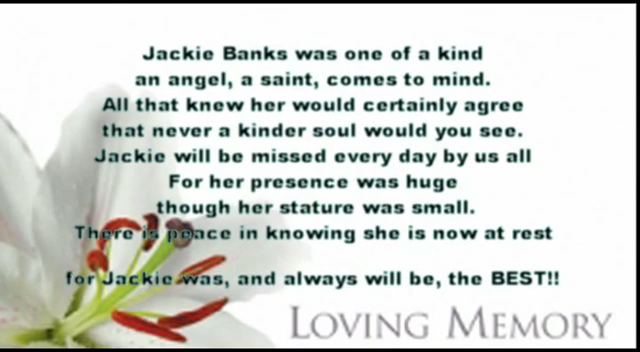 Jackie Banks was one of a kind
an angel, a saint, comes to mind.
All that knew her would certainly agree
that never a kinder soul would you see.
Jackie will be missed every day by us all
For her presence was huge
though her stature was small.
There is peace in knowing she is now at rest
for Jackie was, and always will be, the BEST!!
LOVING MEMORY